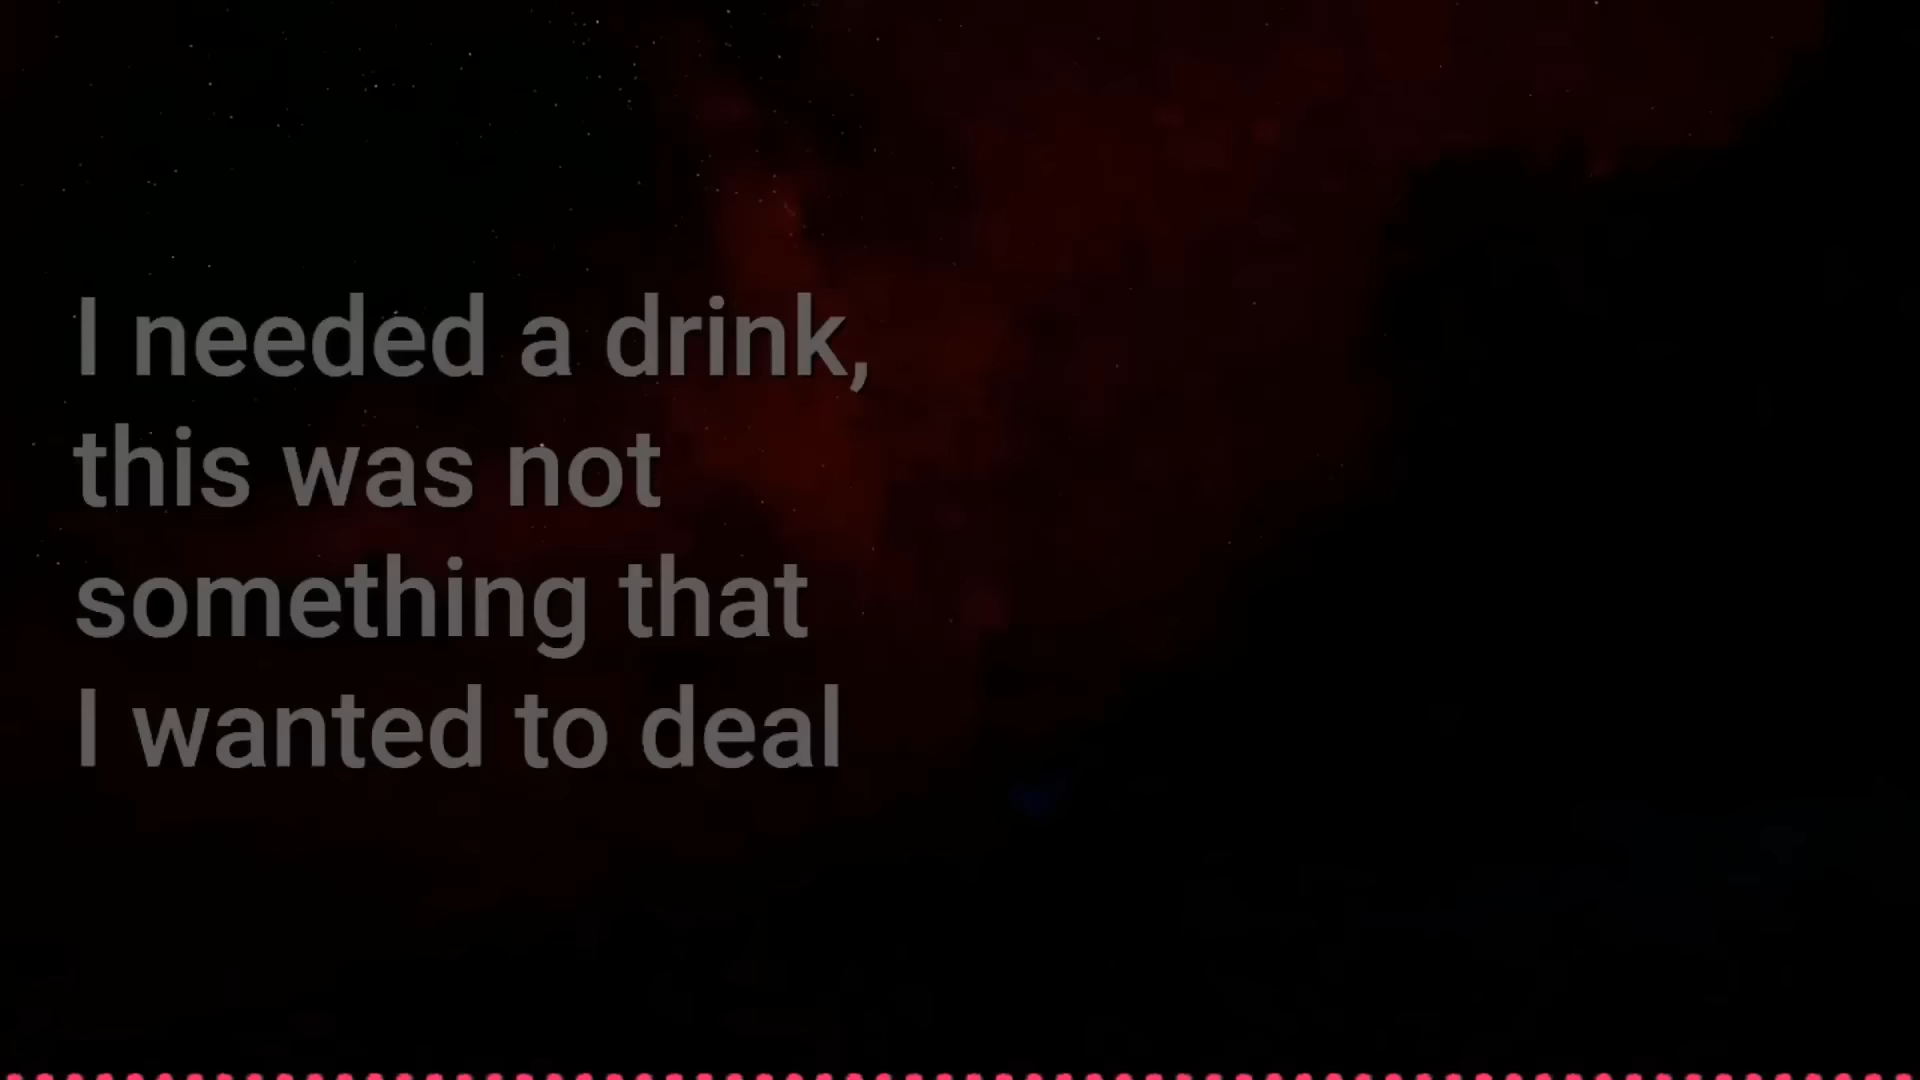 I needed a drink,
this was not
something that
I wanted to deal